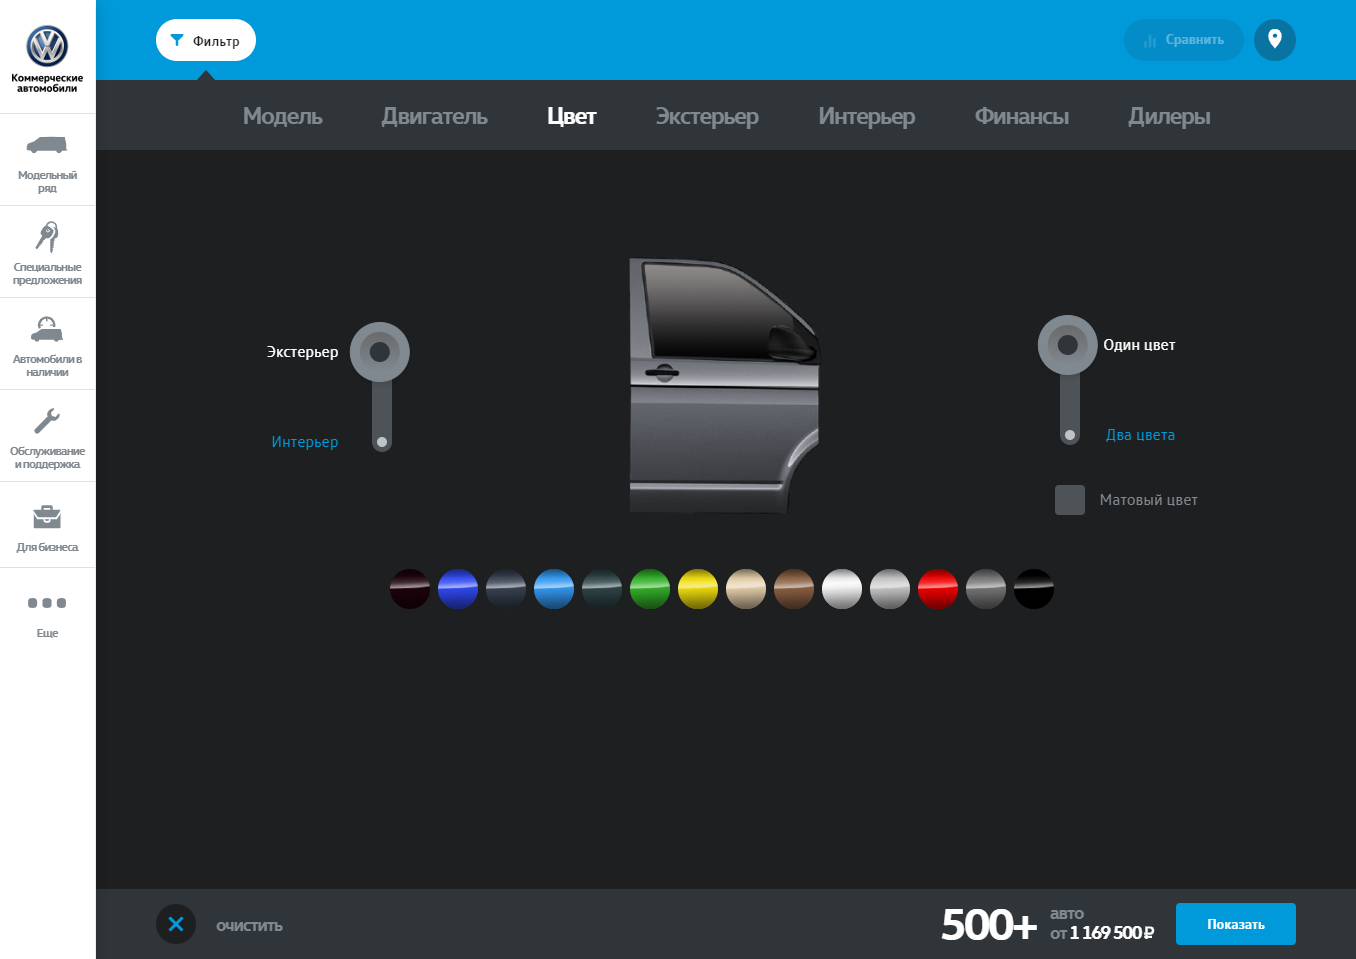 Коммерческие
автомобили
Модельный
ряд
Специальные
предложения
Автомобили в
наличии
Обслуживание
и поддержка
Для бизнеса
Еще
Фильтр
Сравнить
Модель
Двигатель
Цвет
Экстерьер
Интерьер
Финансы
Дилеры
Экстерьер
Интерьер
Один цвет
Два цвета
Матовый цвет
очистить
500+
авто
от 1 169 500 ₽
Показать